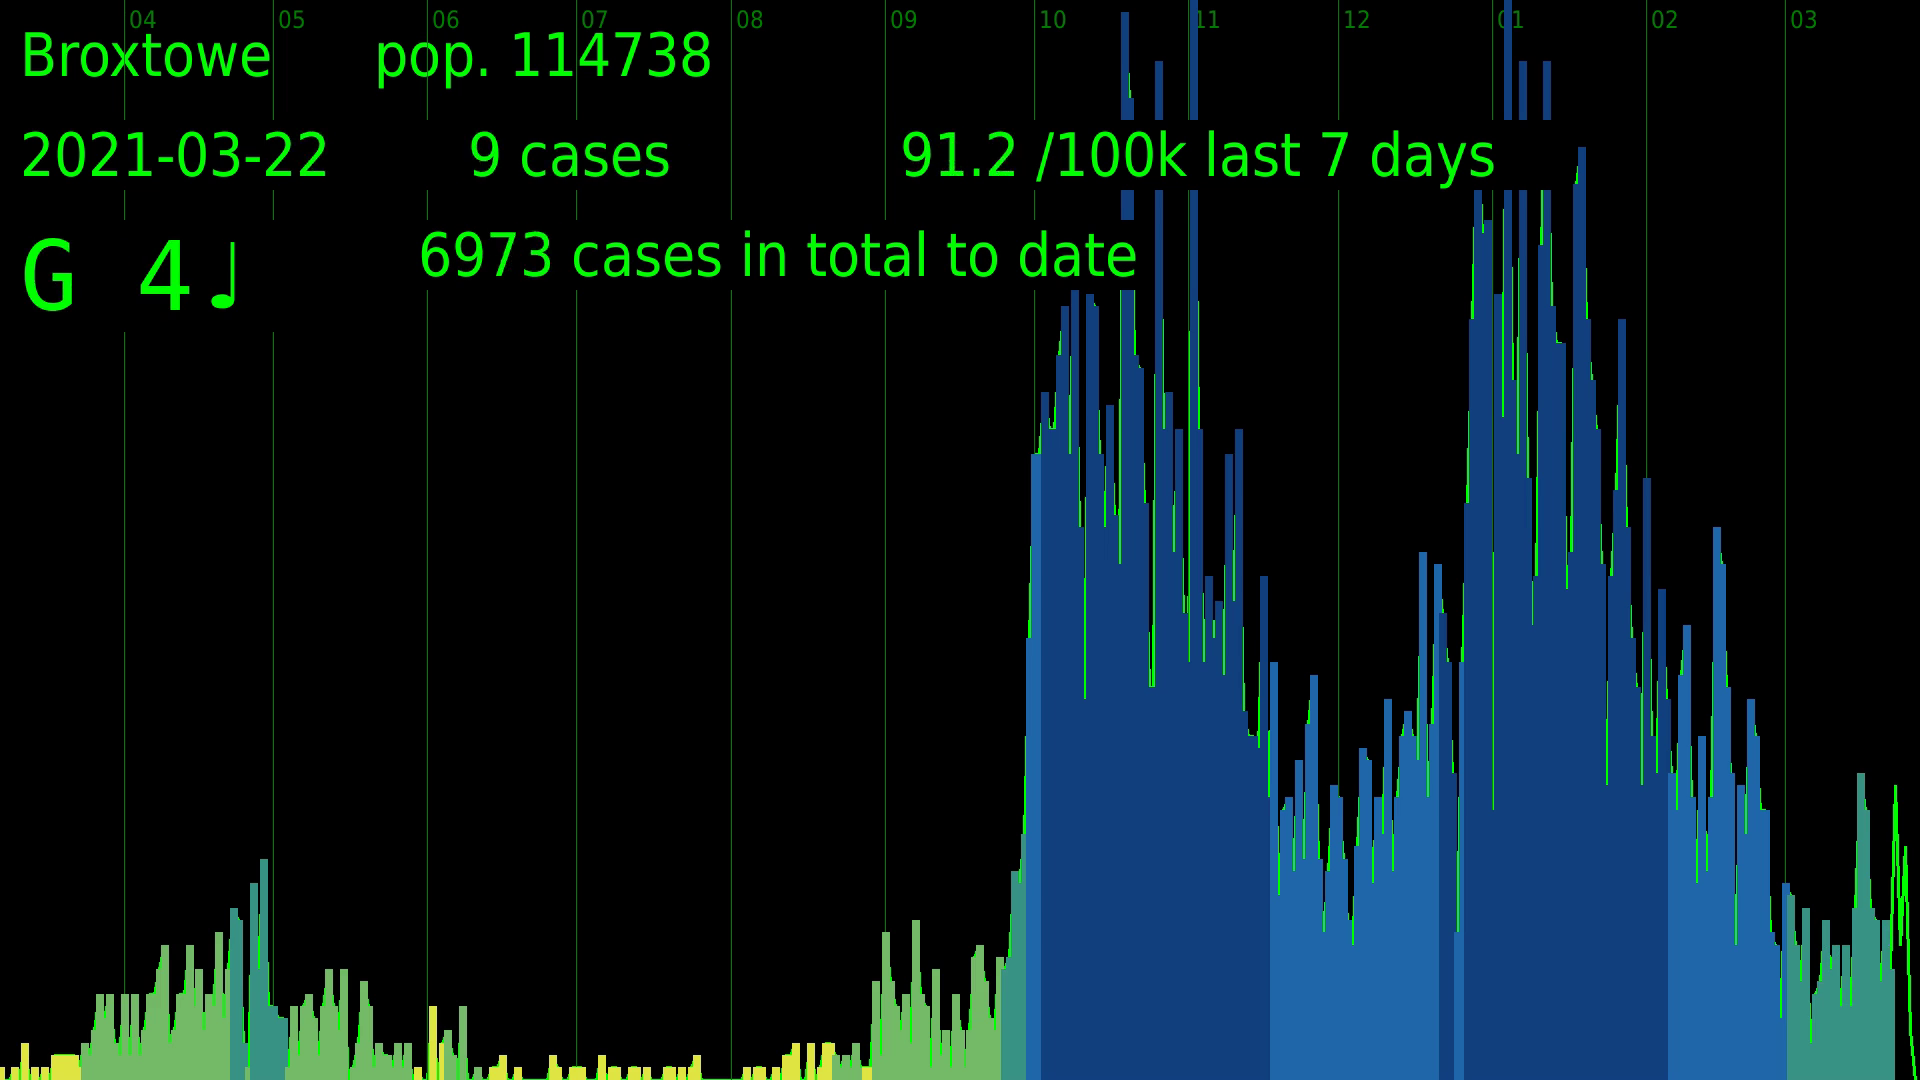 04 05 06 07 08 09 10 11 12 01 02 03
Broxtowe pop. 114738
2021-03-22 9 cases 91.2 /100k last 7 days
G 4♩ 6973 cases in total to date